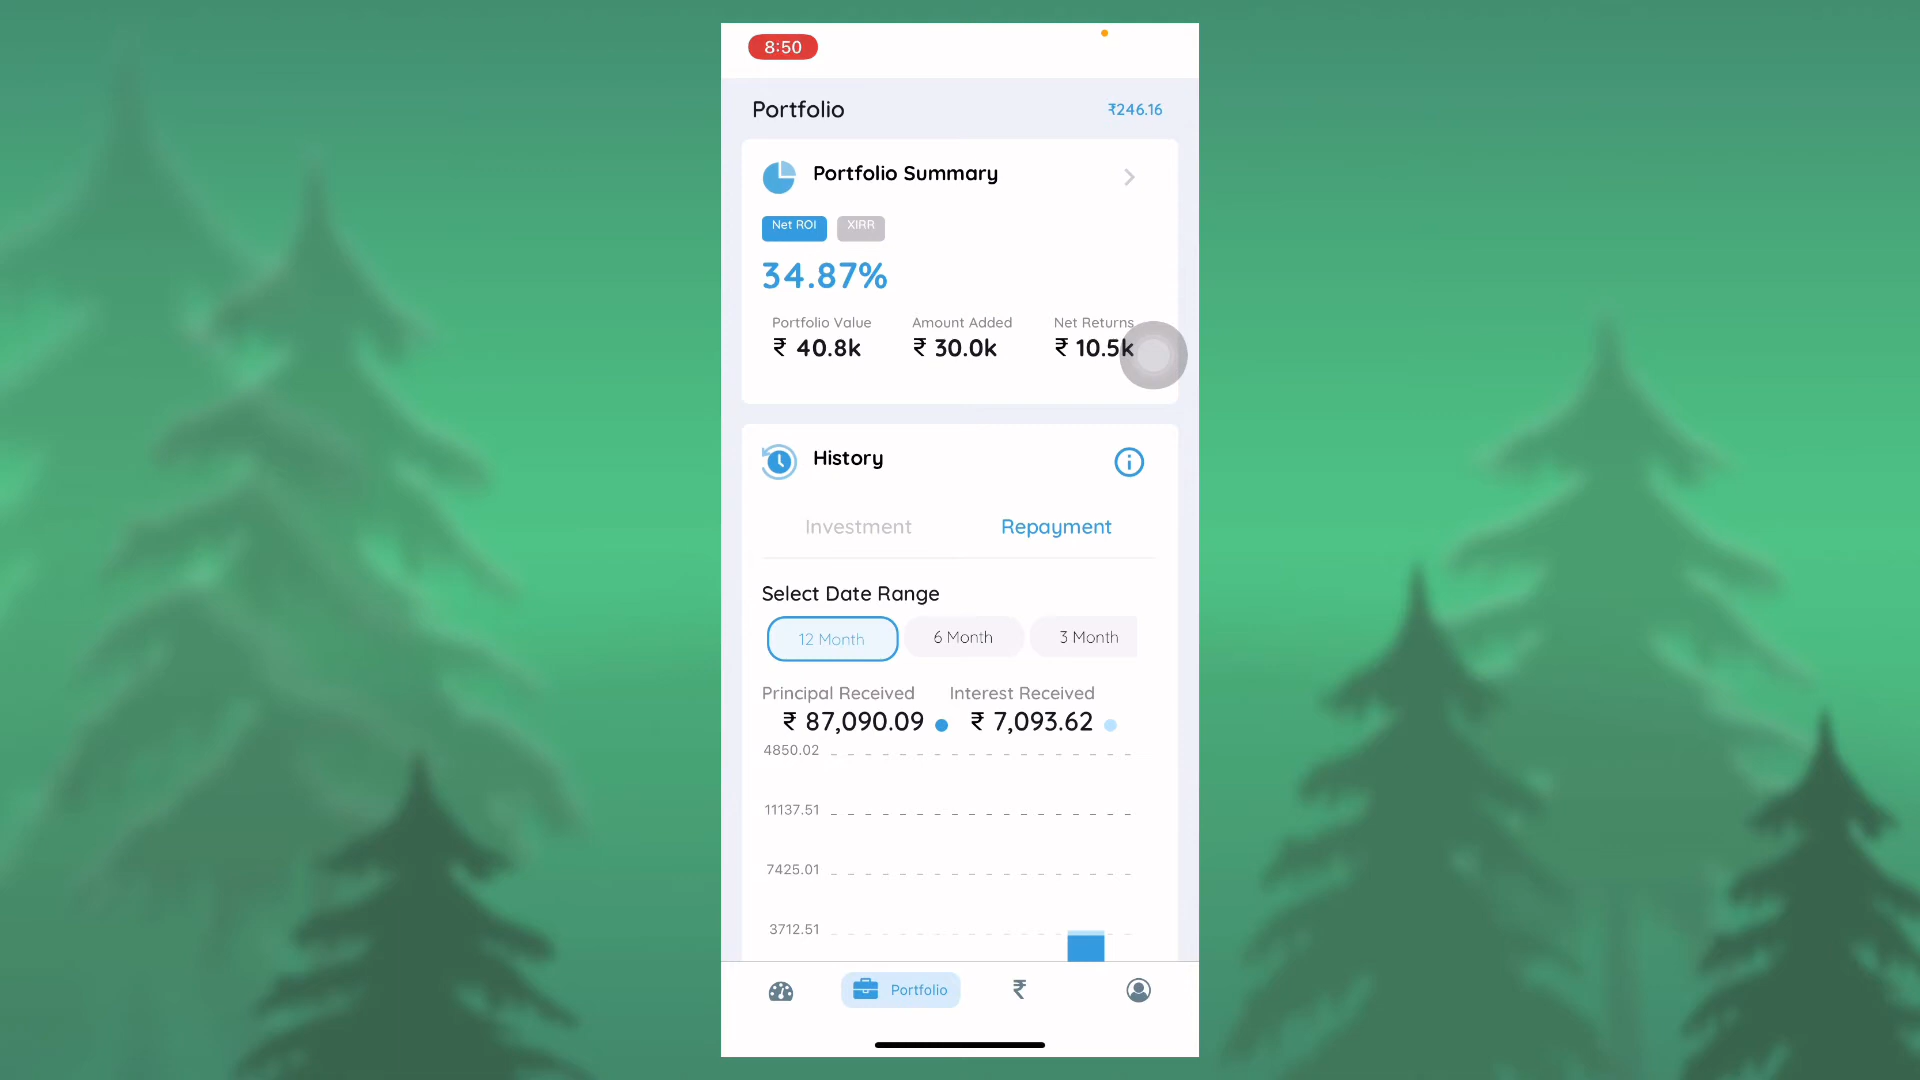 8:50
Portfolio ₹246.16
Portfolio Summary
Net ROI XIRR
34.87%
Portfolio Value Amount Added Net Returns
₹ 40.8k ₹ 30.0k ₹ 10.5k
History
Investment Repayment
Select Date Range
12 Month 6 Month 3 Month
Principal Received Interest Received
₹ 87,090.09 ₹ 7,093.62
4850.02
11137.51
7425.01
3712.51
Portfolio ₹